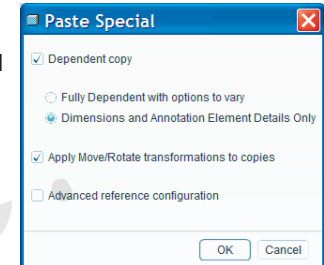 Paste Special
Dependent copy
Fully Dependent with options to vary
Dimensions and Annotation Element Details Only
Apply Move/Rotate transformations to copies
Advanced reference configuration
OK Cancel